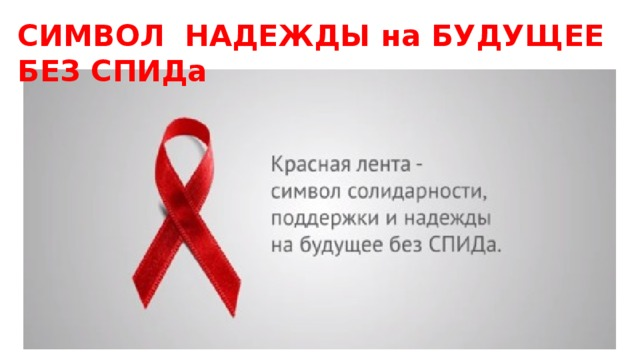 СИМВОЛ НАДЕЖДЫ на БУДУЩЕЕ
БЕЗ СПИДа
Красная лента -
символ солидарности,
поддержки и надежды
на будущее без СПИДа.